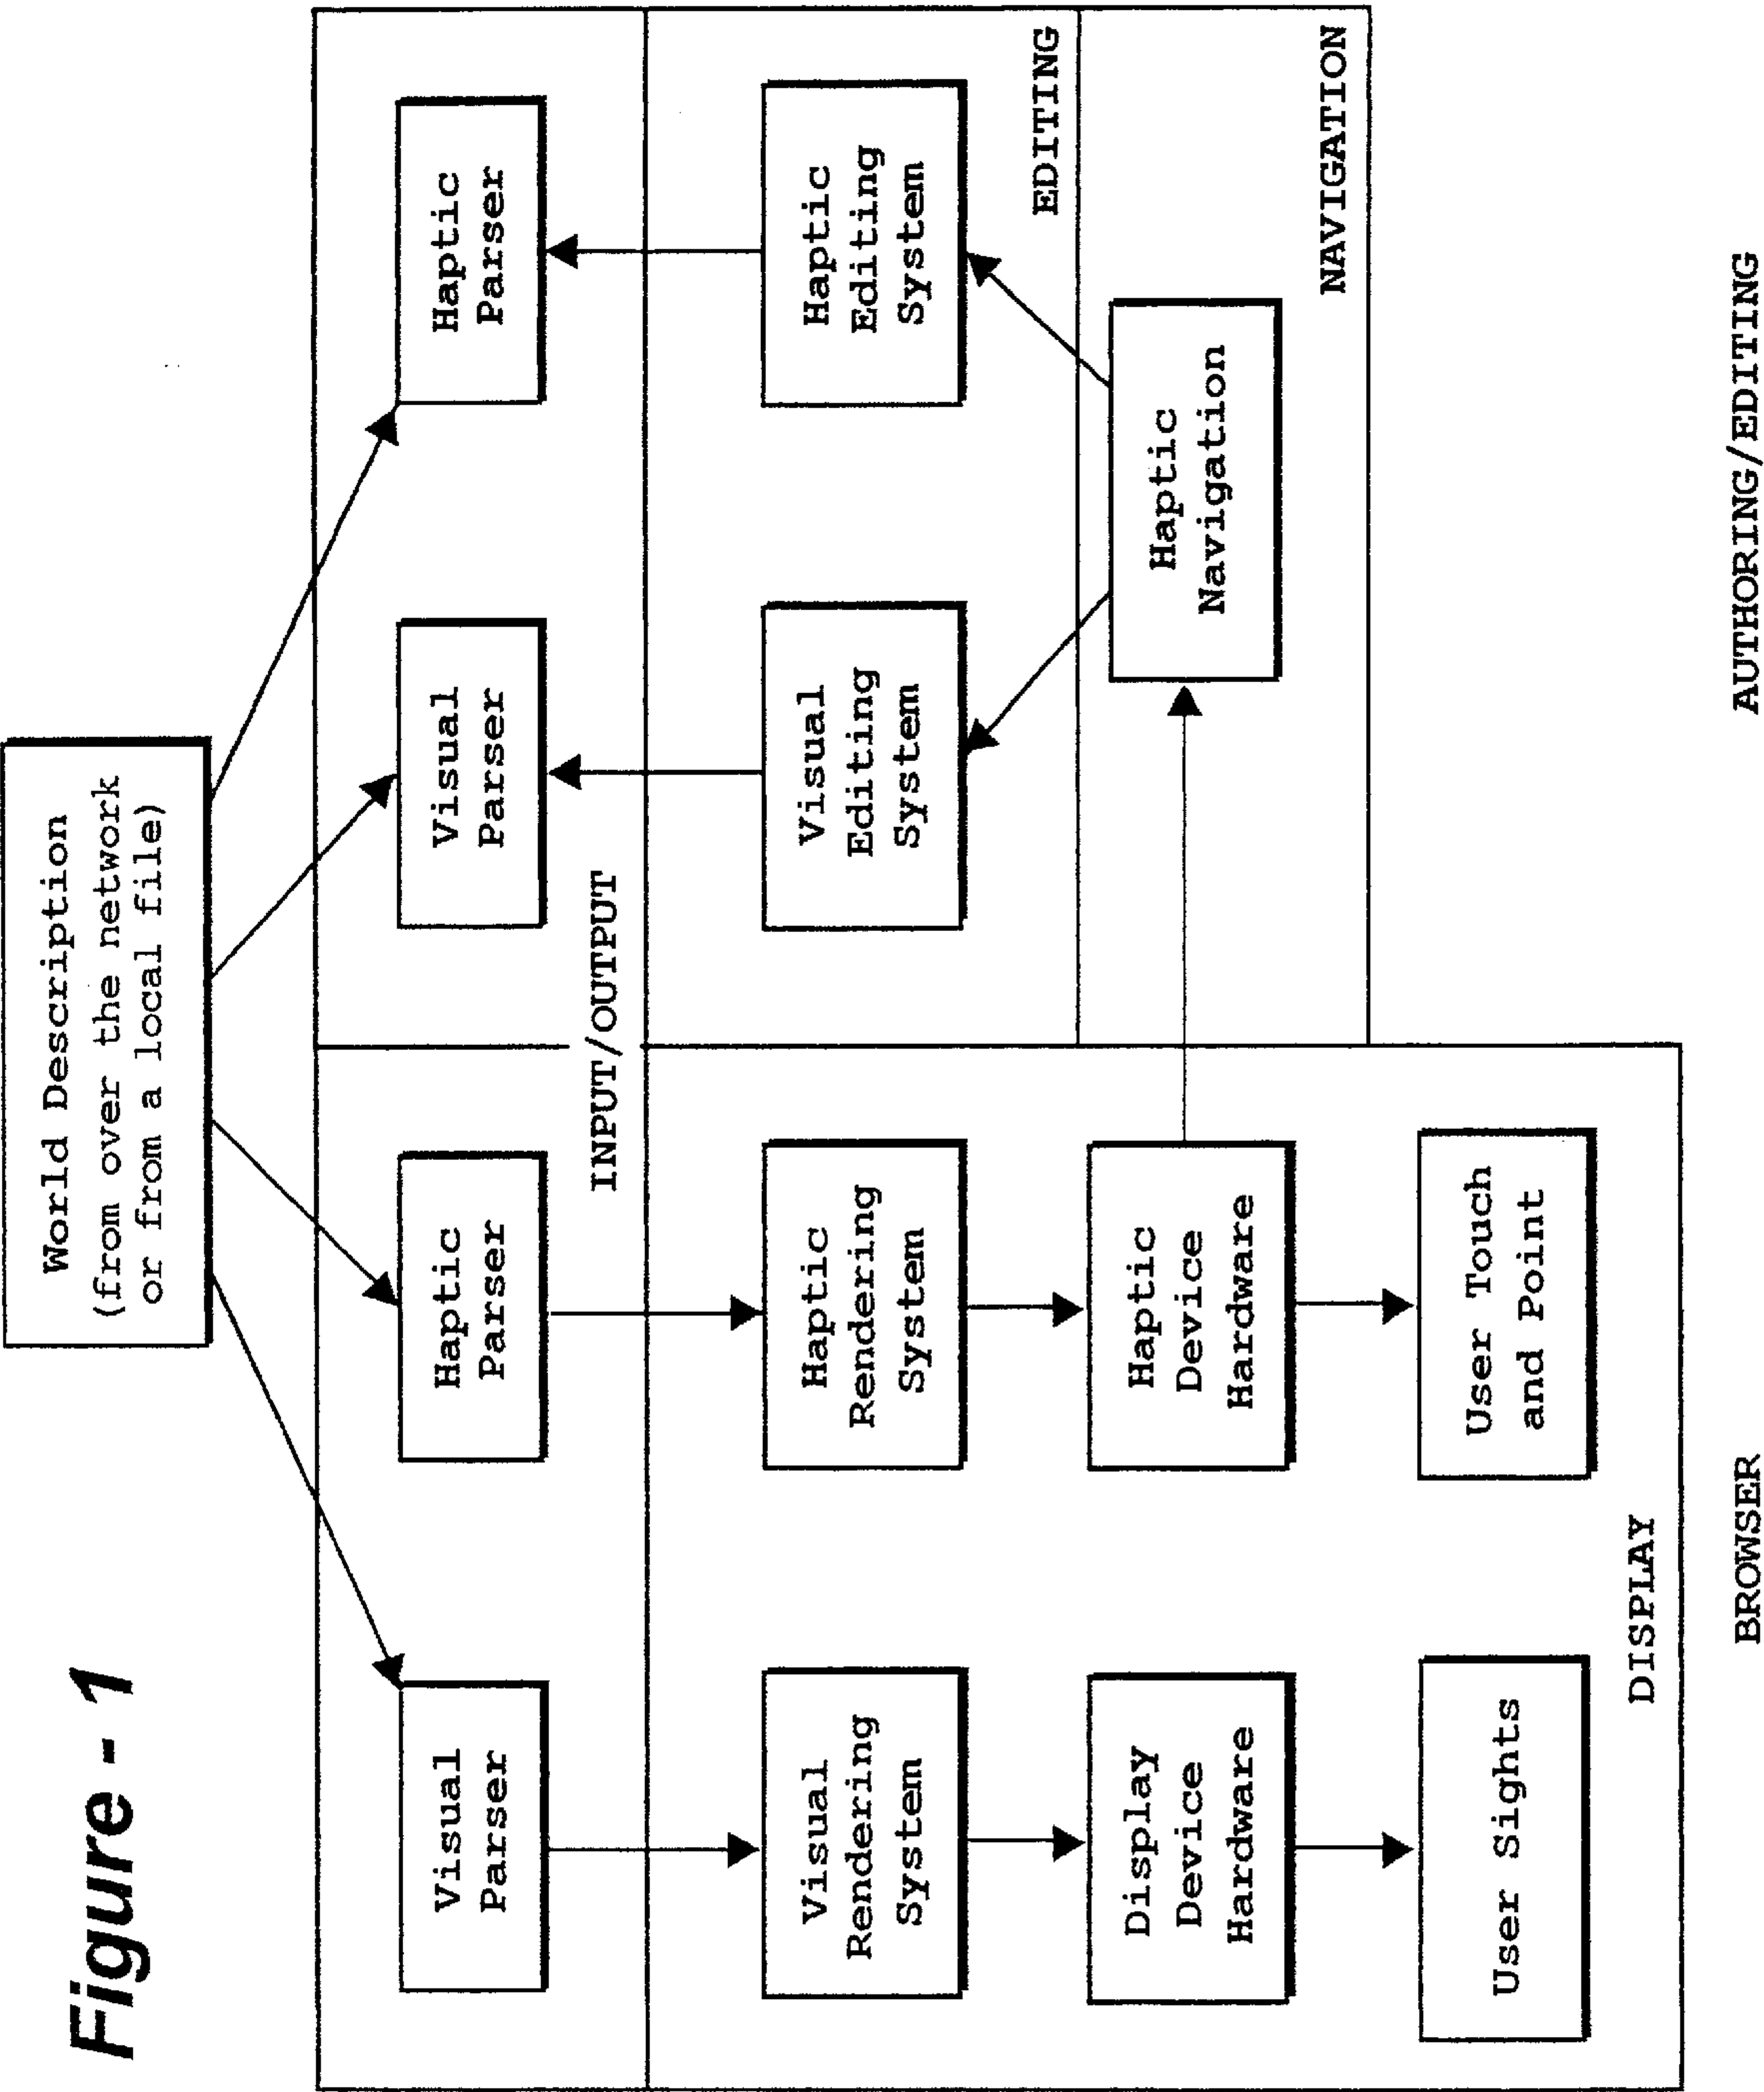 Figure - 1
World Description
(from over the network
or from a local file)
Visual
Parser
Haptic
Parser
Visual
Parser
Haptic
Parser
INPUT/OUTPUT
Visual
Rendering
System
Haptic
Rendering
System
Visual
Editing
System
Haptic
Editing
System
EDITING
Display
Device
Hardware
Haptic
Device
Hardware
Haptic
Navigation
NAVIGATION
User Sights
User Touch
and Point
DISPLAY
BROWSER
AUTHORING/EDITING